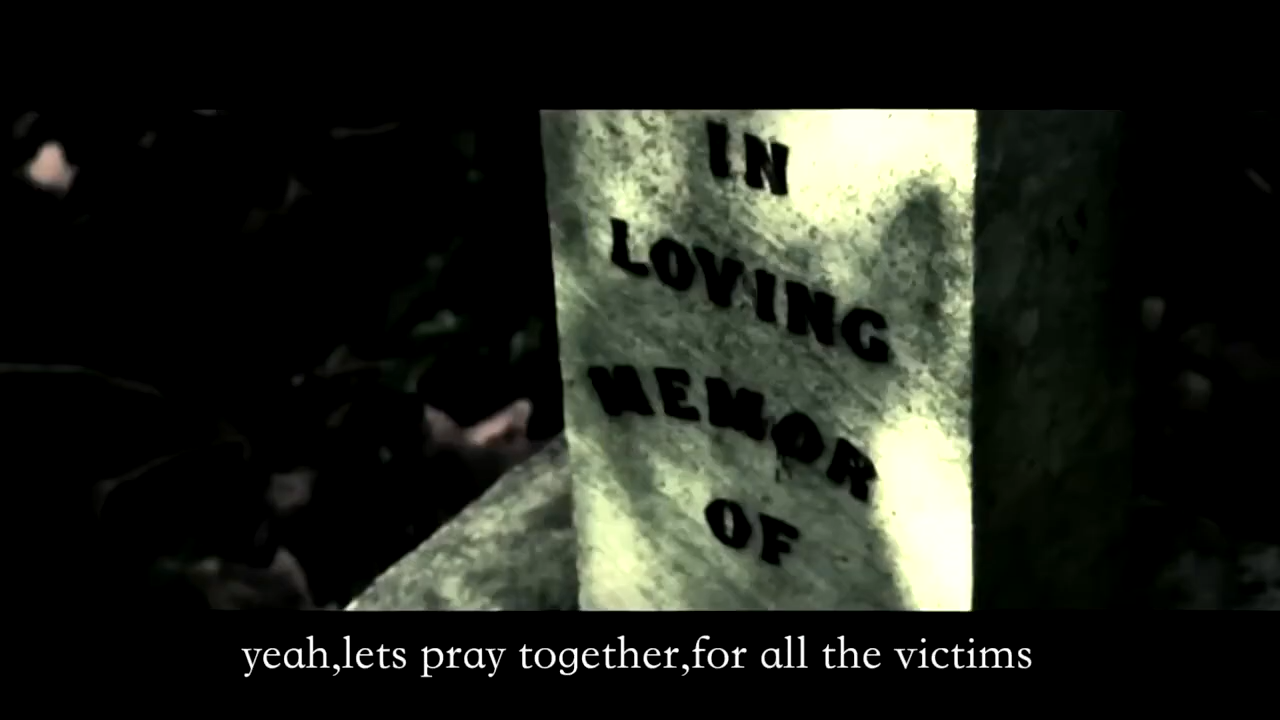 IN
LOVING
MEMOR
OF
yeah,lets pray together,for all the victims